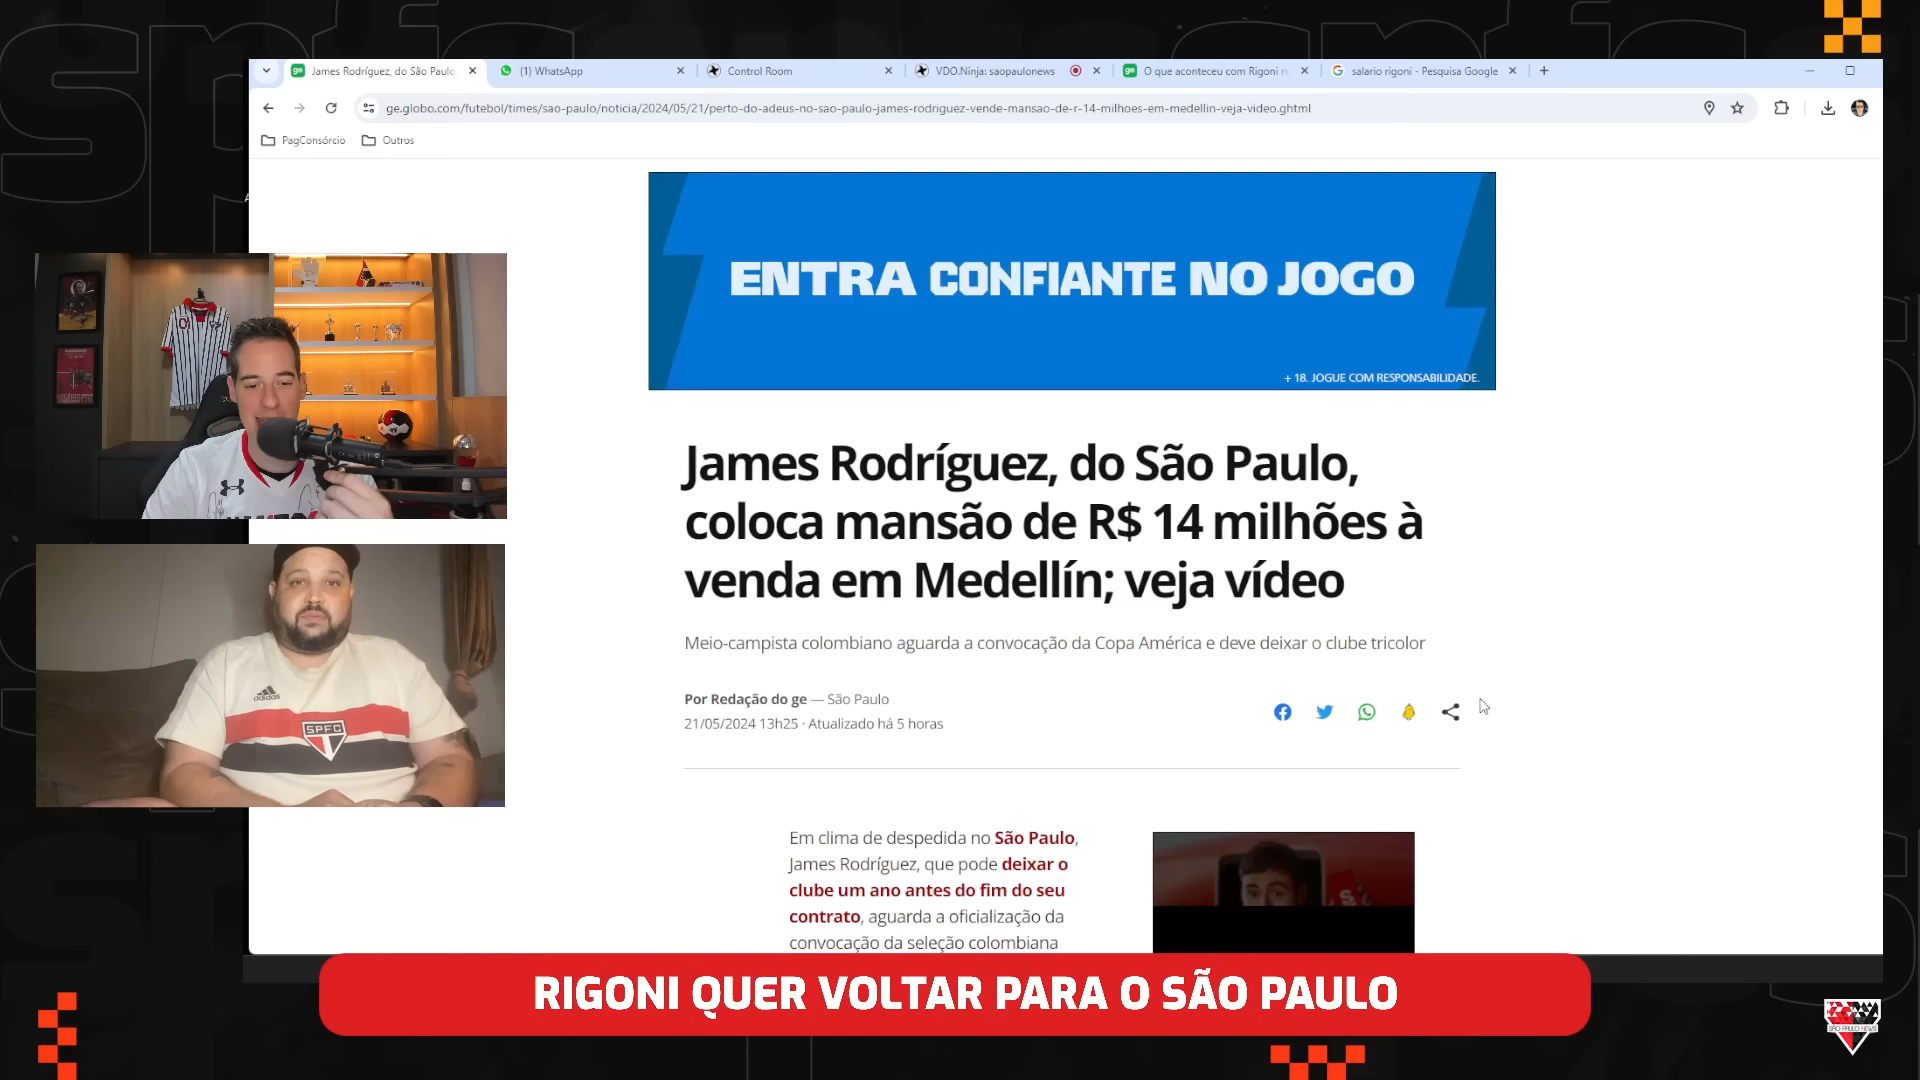 James Rodríguez, do São Paulo
(1) WhatsApp
Control Room
VDO.Ninja: saopaulonews
O que aconteceu com Rigoni n
salario rigoni - Pesquisa Google
ge.globo.com/futebol/times/sao-paulo/noticia/2024/05/21/perto-do-adeus-no-sao-paulo-james-rodriguez-vende-mansao-de-r-14-milhoes-em-medellin-veja-video.ghtml
PagConsórcio
Outros
ENTRA CONFIANTE NO JOGO
+ 18. JOGUE COM RESPONSABILIDADE.
James Rodríguez, do São Paulo,
coloca mansão de R$ 14 milhões à
venda em Medellín; veja vídeo
Meio-campista colombiano aguarda a convocação da Copa América e deve deixar o clube tricolor
Por Redação do ge — São Paulo
21/05/2024 13h25 · Atualizado há 5 horas
Em clima de despedida no São Paulo,
James Rodríguez, que pode deixar o
clube um ano antes do fim do seu
contrato, aguarda a oficialização da
convocação da seleção colombiana
adidas
SPFC
RIGONI QUER VOLTAR PARA O SÃO PAULO
SÃO PAULO NEWS